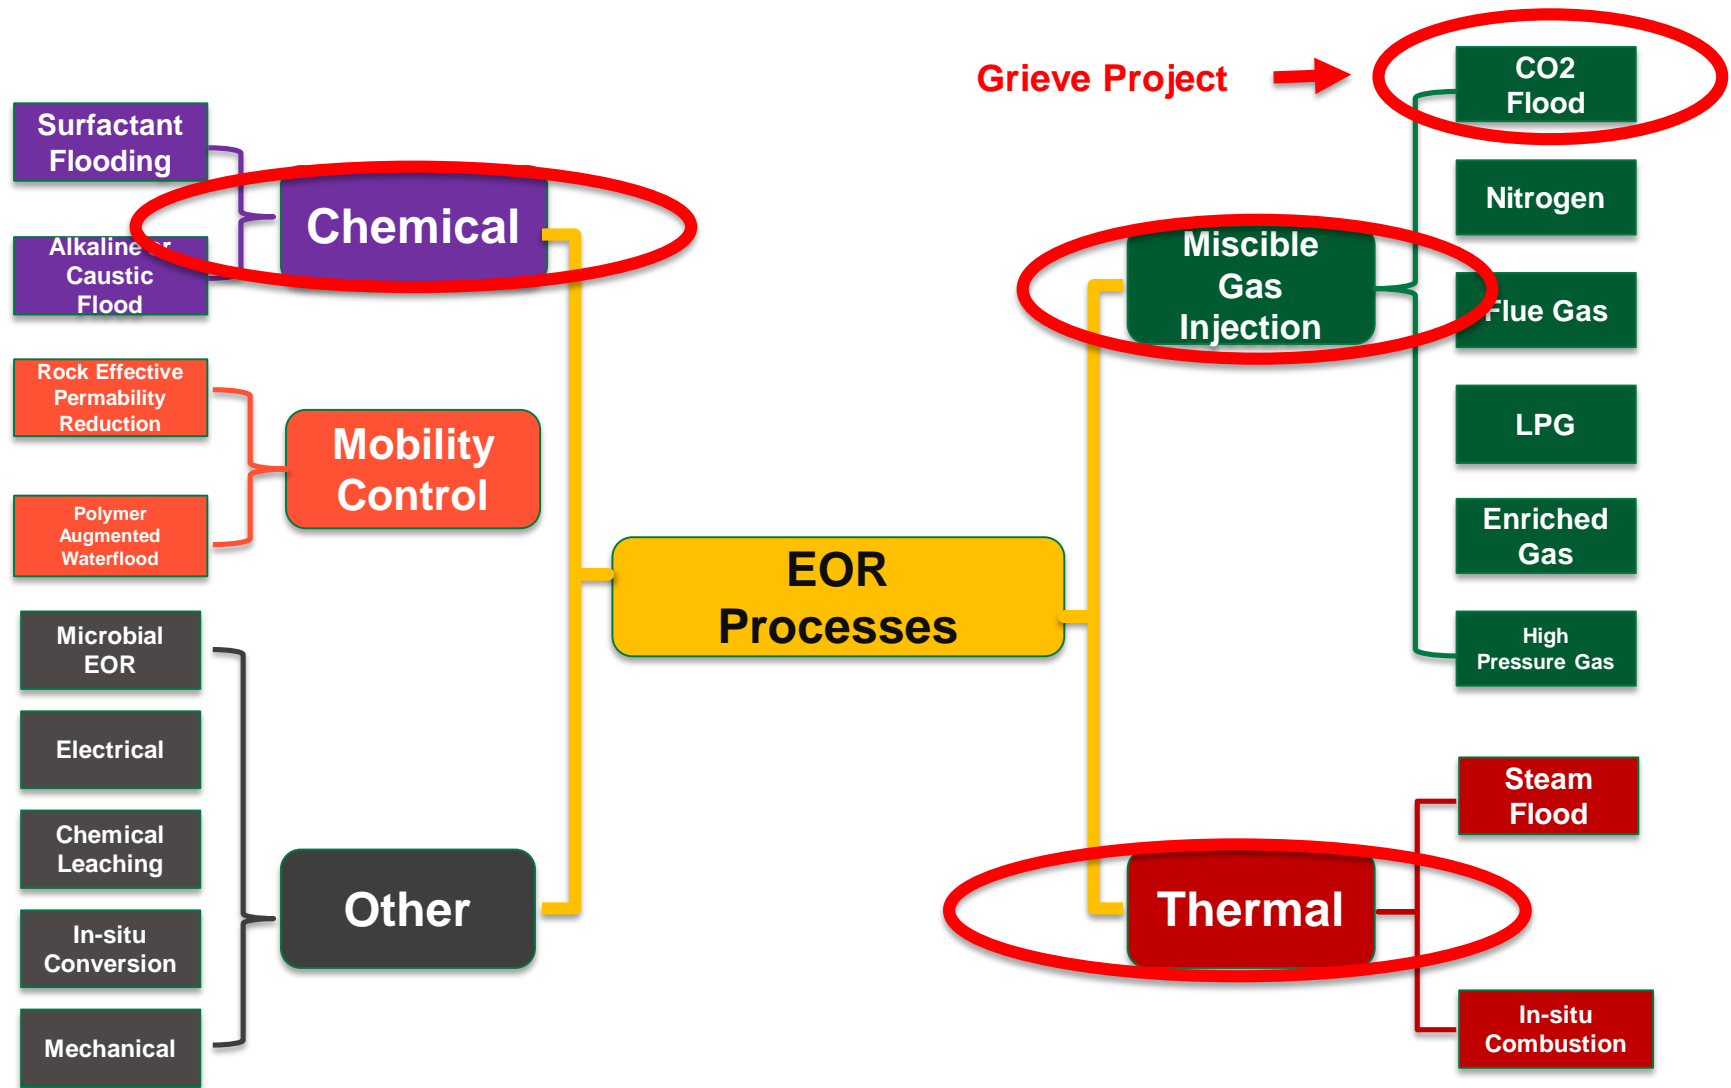 Grieve Project
CO2
Flood
Surfactant
Flooding
Chemical
Alkaline or
Caustic
Flood
Rock Effective
Permability
Reduction
Mobility
Control
Polymer
Augmented
Waterflood
Microbial
EOR
Electrical
Chemical
Leaching
In-situ
Conversion
Mechanical
Other
EOR
Processes
Miscible
Gas
Injection
Nitrogen
Flue Gas
LPG
Enriched
Gas
High
Pressure Gas
Thermal
Steam
Flood
In-situ
Combustion